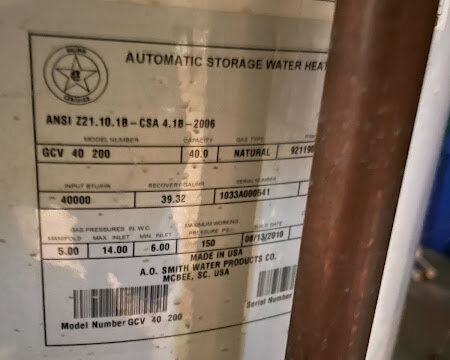 AUTOMATIC STORAGE WATER HEAT
ANSI Z21.10.1B-CSA 4.1B-2006
MODEL NUMBER CAPACITY GAS TYPE
GCV 40 200 40.0 NATURAL 921190
INPUT BTU/HR RECOVERY GAL/HR
40000 39.32 1033A000541
GAS PRESSURES IN W.C. MAXIMUM WORKING BUILD DATE
MANIFOLD MAX INLET MIN. INLET PRESSURE P.S.I.
5.00 14.00 -6.00 150 08/13/2010
MADE IN USA
A.O. SMITH WATER PRODUCTS CO.
MCBEE, SC. USA
Model Number GCV 40 200
Serial Number